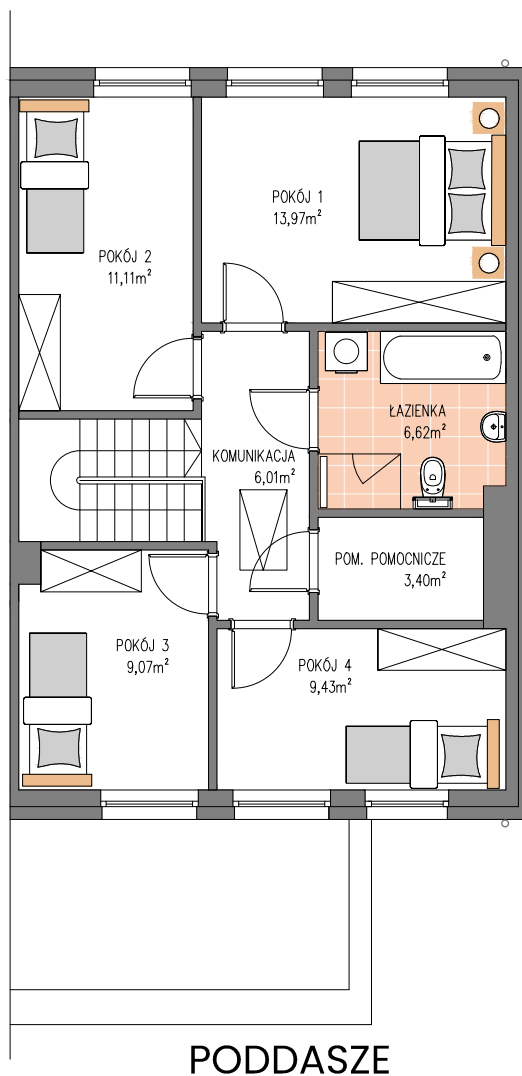 POKÓJ 1
13,97m²
POKÓJ 2
11,11m²
ŁAZIENKA
6,62m²
KOMUNIKACJA
6,01m²
POM. POMOCNICZE
3,40m²
POKÓJ 3
9,07m²
POKÓJ 4
9,43m²
PODDASZE